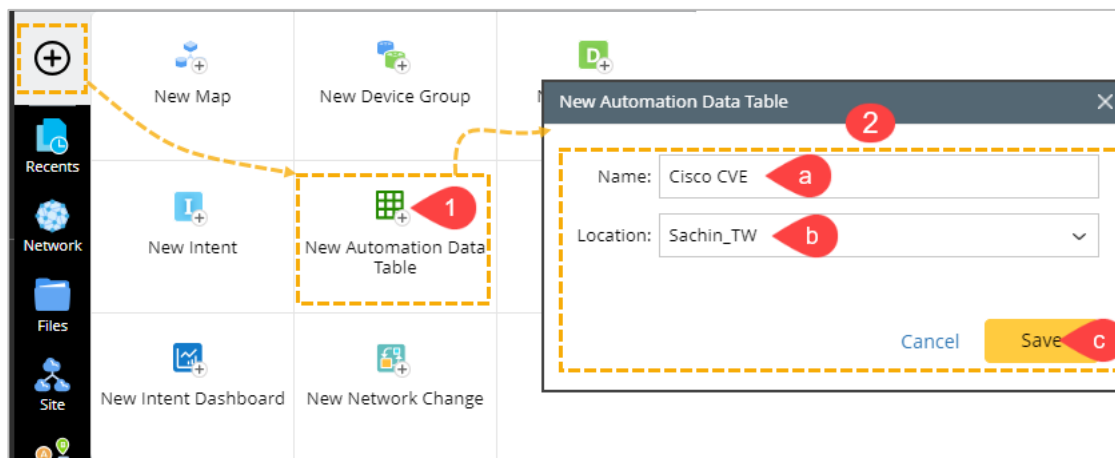 New Map
New Device Group
D
New Automation Data Table
2
Recents
Name:
Cisco CVE
a
I
1
Location:
Sachin_TW
b
Network
New Intent
New Automation Data
Table
Files
Cancel
Save
c
Site
New Intent Dashboard
New Network Change
A